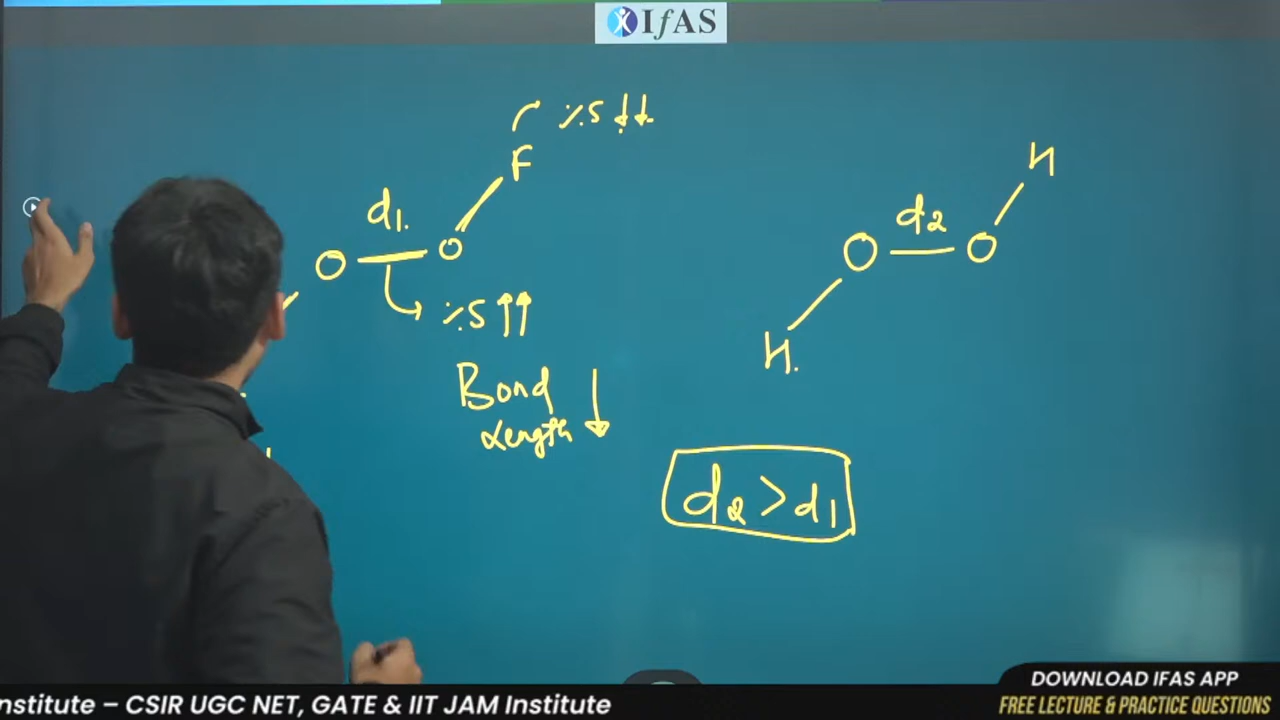 IfAS
% S ↓↓
F
d1.
O — O
% S ↑↑
Bond
Length ↓
H
d2
O — O
H.
d2 > d1
nstitute – CSIR UGC NET, GATE & IIT JAM Institute
DOWNLOAD IFAS APP
FREE LECTURE & PRACTICE QUESTIONS